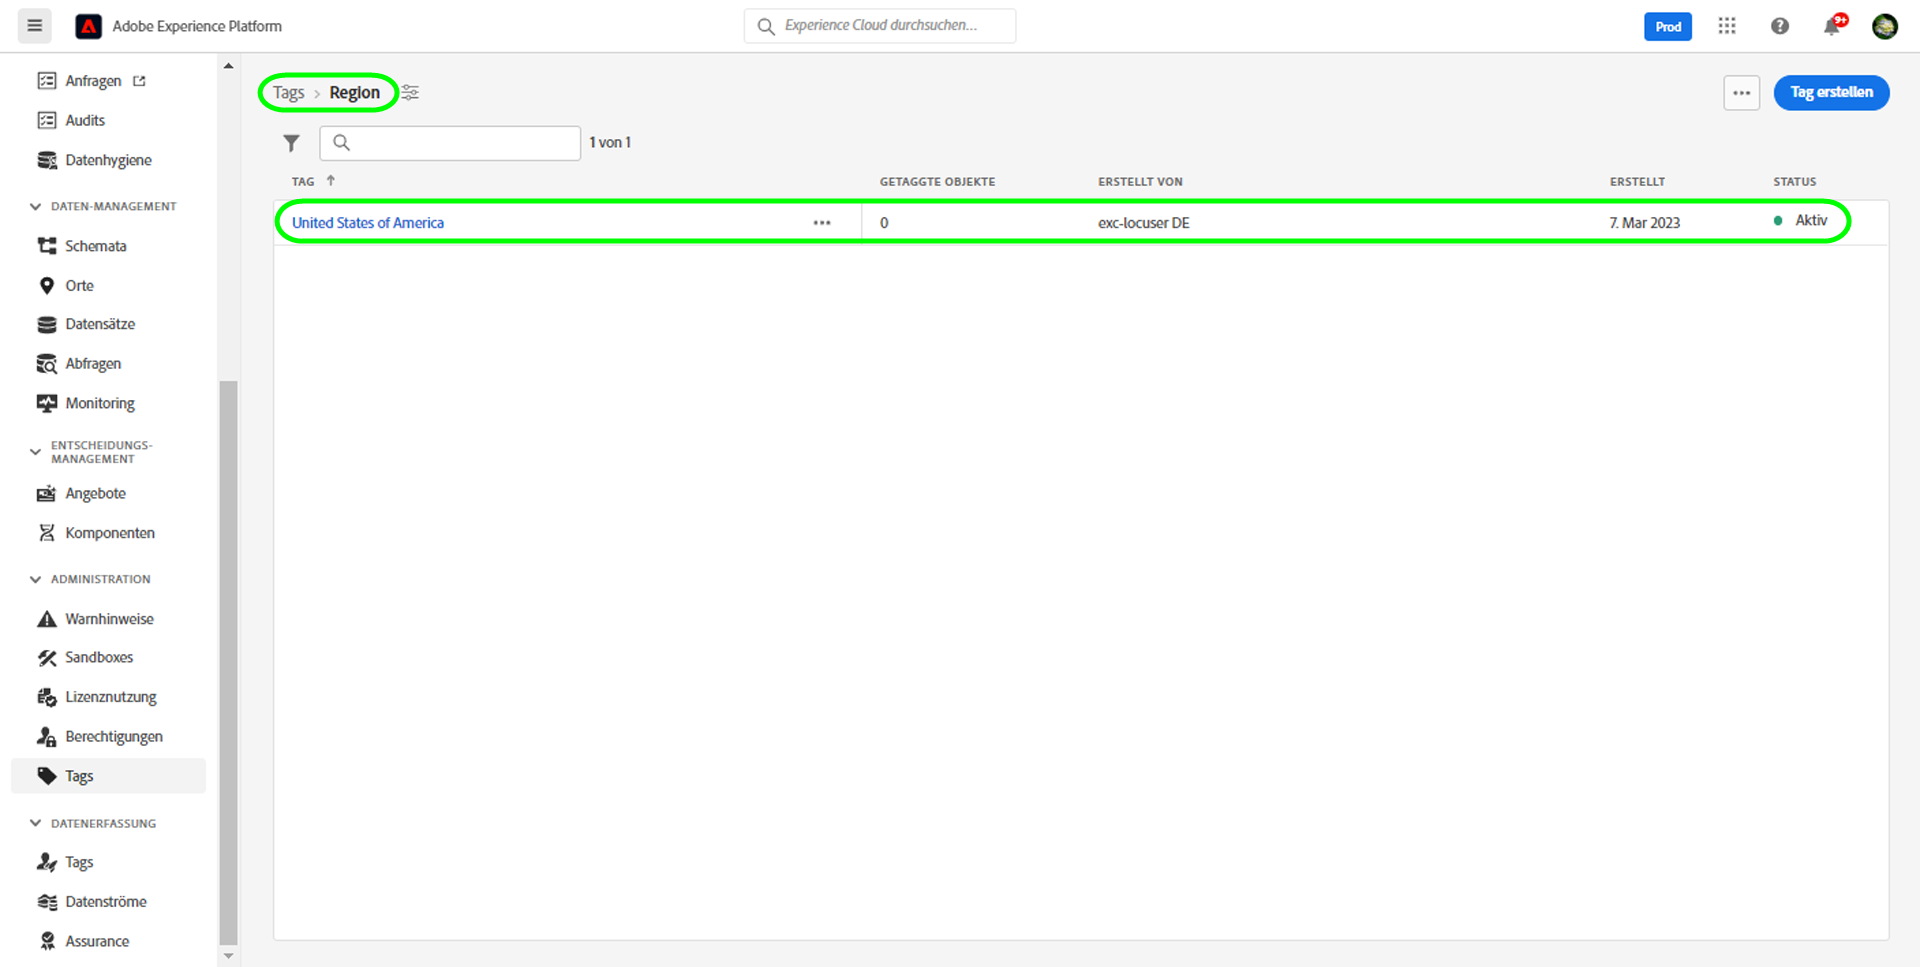 Adobe Experience Platform
Experience Cloud durchsuchen...
Prod
9+
Anfragen
Audits
Datenhygiene
DATEN-MANAGEMENT
Schemata
Orte
Datensätze
Abfragen
Monitoring
ENTSCHEIDUNGS-
MANAGEMENT
Angebote
Komponenten
ADMINISTRATION
Warnhinweise
Sandboxes
Lizenznutzung
Berechtigungen
Tags
DATENERFASSUNG
Tags
Datenströme
Assurance
Tags > Region
Tag erstellen
1 von 1
TAG GETAGGTE OBJEKTE ERSTELLT VON ERSTELLT STATUS
United States of America 0 exc-locuser DE 7. Mar 2023 Aktiv